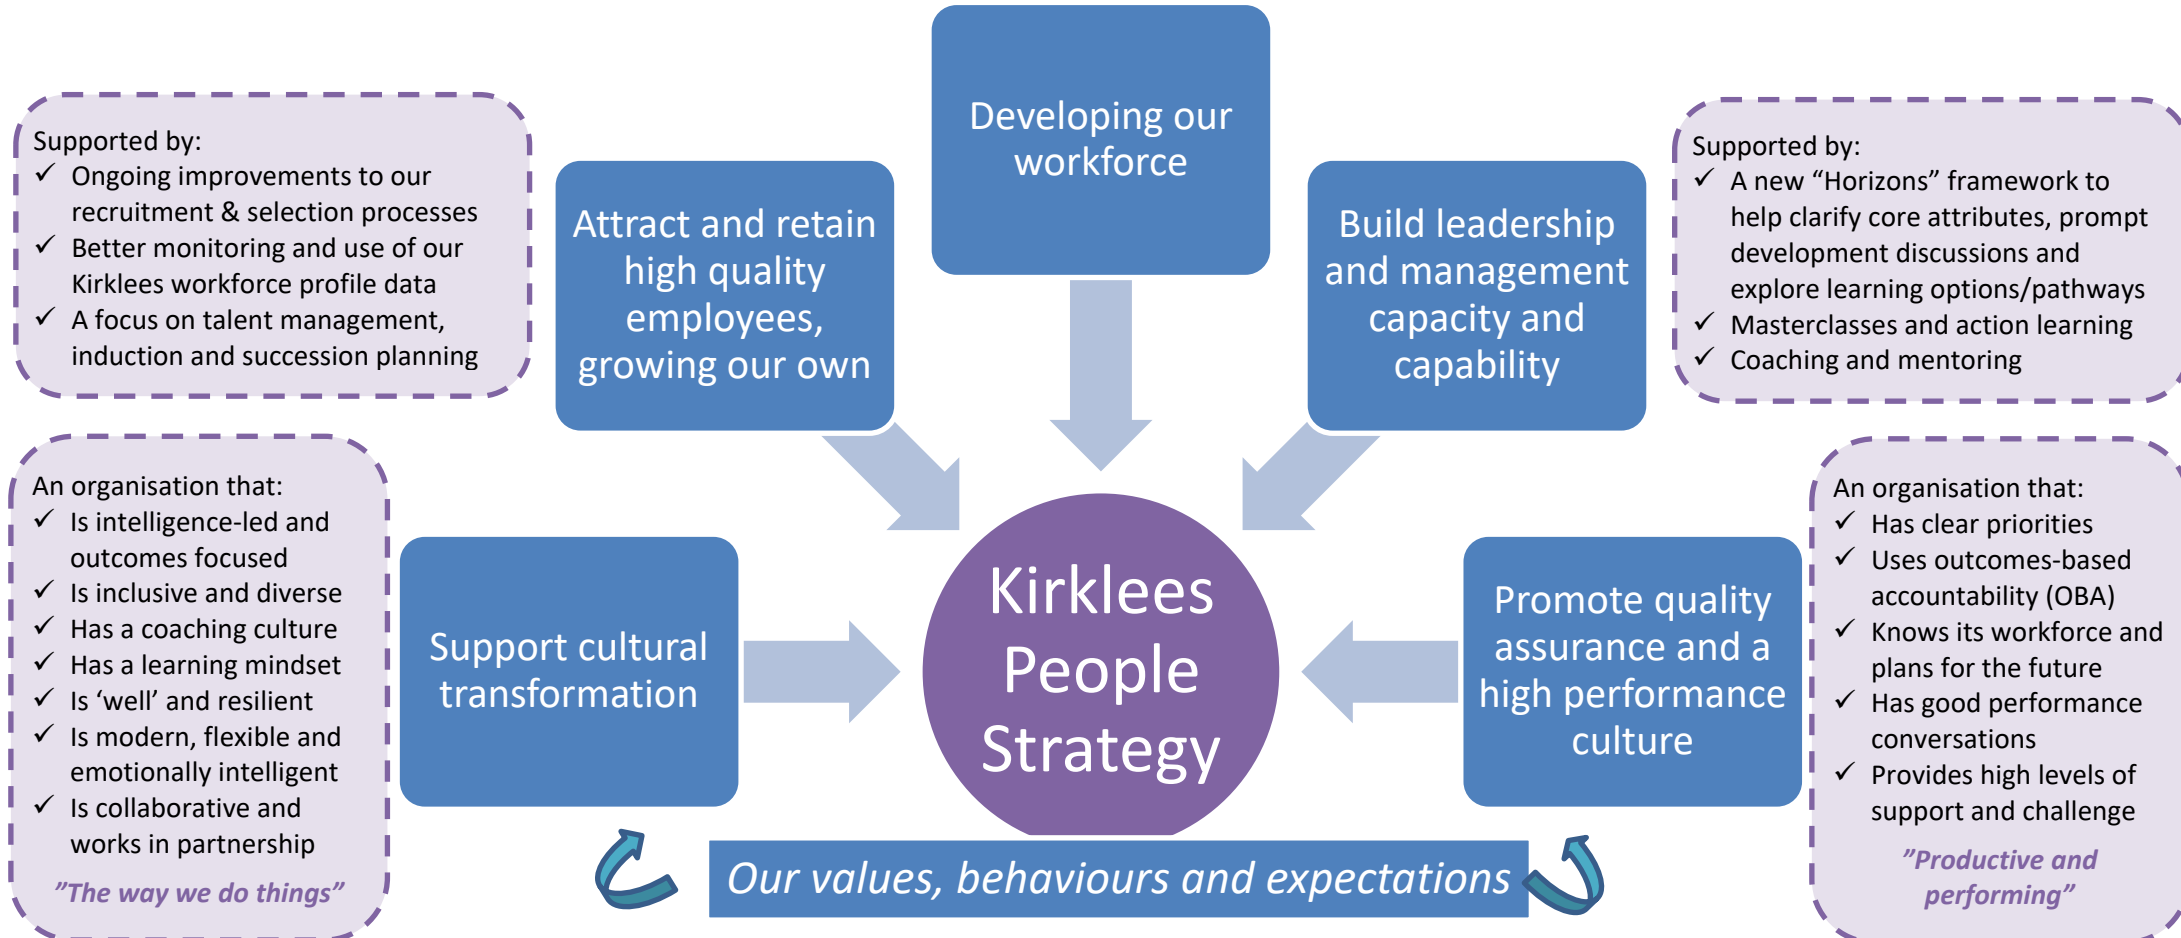 Developing our
workforce
Supported by:
✓ Ongoing improvements to our
recruitment & selection processes
✓ Better monitoring and use of our
Kirklees workforce profile data
✓ A focus on talent management,
induction and succession planning
Attract and retain
high quality
employees,
growing our own
Build leadership
and management
capacity and
capability
Supported by:
✓ A new “Horizons” framework to
help clarify core attributes, prompt
development discussions and
explore learning options/pathways
✓ Masterclasses and action learning
✓ Coaching and mentoring
An organisation that:
✓ Is intelligence-led and
outcomes focused
✓ Is inclusive and diverse
✓ Has a coaching culture
✓ Has a learning mindset
✓ Is ‘well’ and resilient
✓ Is modern, flexible and
emotionally intelligent
✓ Is collaborative and
works in partnership
”The way we do things”
Support cultural
transformation
Kirklees
People
Strategy
Promote quality
assurance and a
high performance
culture
An organisation that:
✓ Has clear priorities
✓ Uses outcomes-based
accountability (OBA)
✓ Knows its workforce and
plans for the future
✓ Has good performance
conversations
✓ Provides high levels of
support and challenge
”Productive and
performing”
Our values, behaviours and expectations